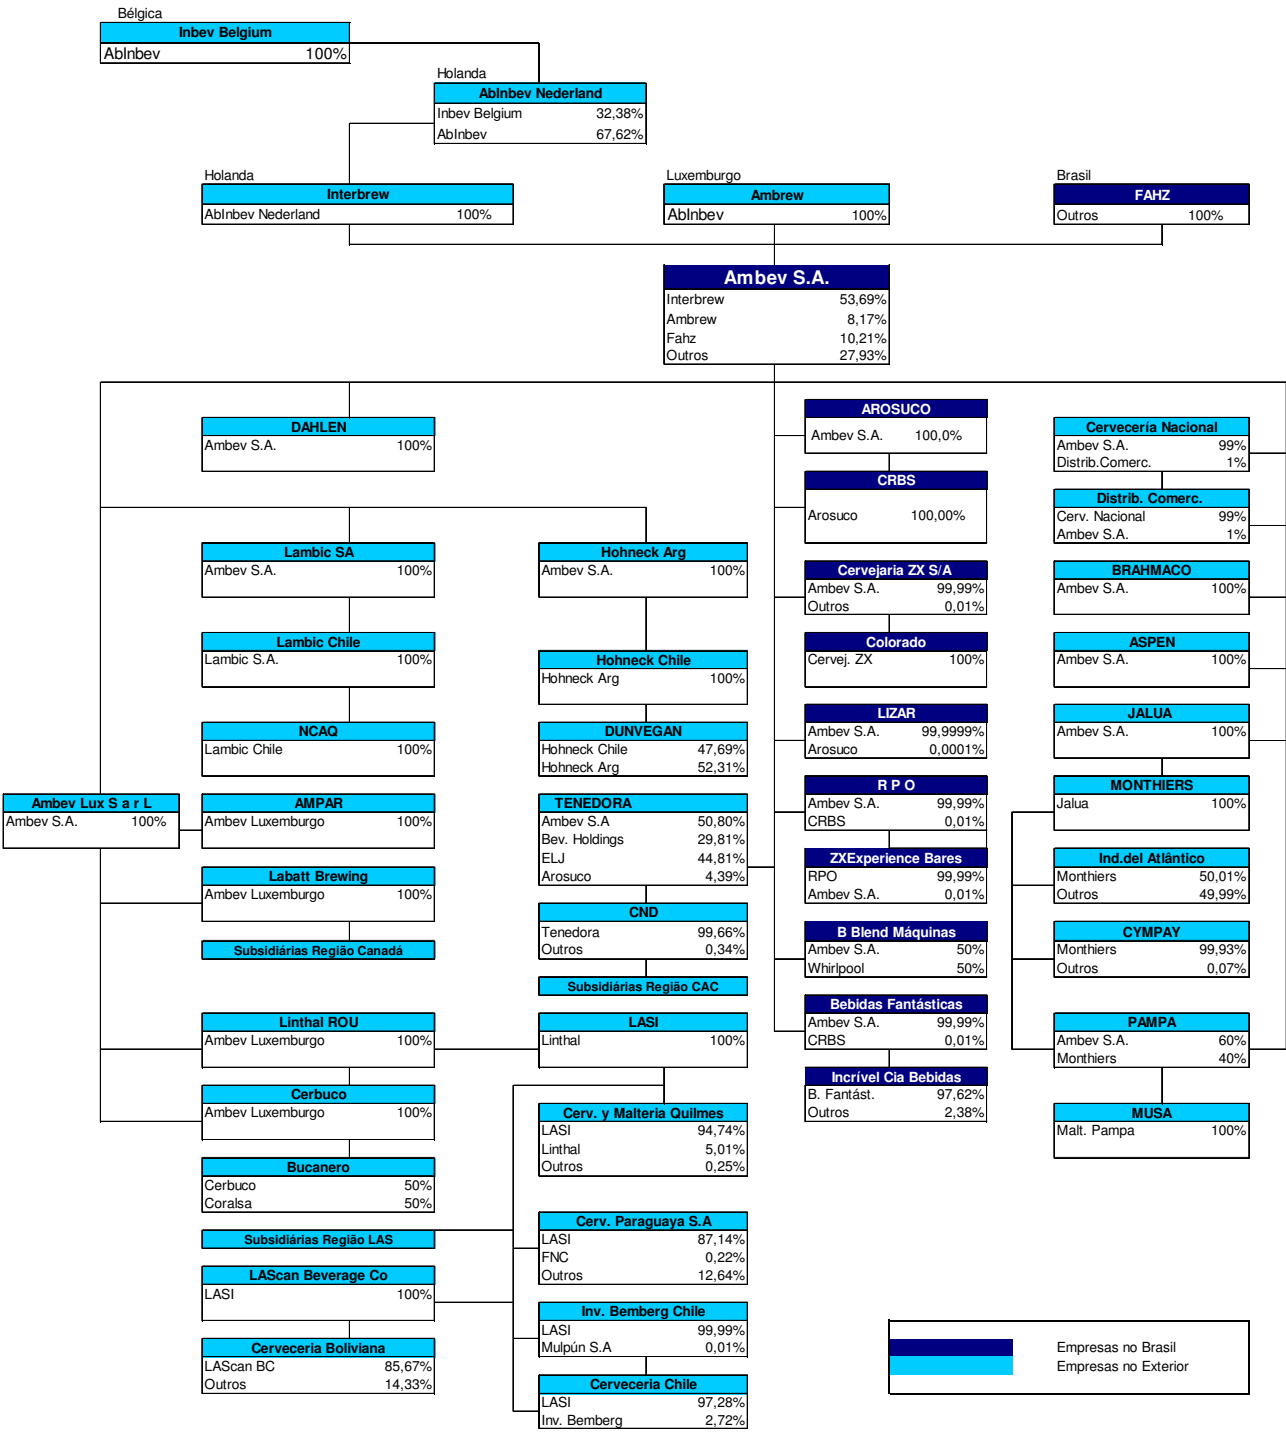 Bélgica
Inbev Belgium
AbInbev 100%
Holanda
AbInbev Nederland
Inbev Belgium 32,38%
AbInbev 67,62%
Holanda
Interbrew
AbInbev Nederland 100%
Luxemburgo
Ambrew
AbInbev 100%
Brasil
FAHZ
Outros 100%
Ambev S.A.
Interbrew 53,69%
Ambrew 8,17%
Fahz 10,21%
Outros 27,93%
DAHLEN
Ambev S.A. 100%
Lambic SA
Ambev S.A. 100%
Lambic Chile
Lambic S.A. 100%
NCAQ
Lambic Chile 100%
Hohneck Arg
Ambev S.A. 100%
Hohneck Chile
Hohneck Arg 100%
DUNVEGAN
Hohneck Chile 47,69%
Hohneck Arg 52,31%
Ambev Lux S a r L
Ambev S.A. 100%
AMPAR
Ambev Luxemburgo 100%
Labatt Brewing
Ambev Luxemburgo 100%
Subsidiárias Região Canadá
TENEDORA
Ambev S.A 50,80%
Bev. Holdings 29,81%
ELJ 44,81%
Arosuco 4,39%
CND
Tenedora 99,66%
Outros 0,34%
Subsidiárias Região CAC
Linthal ROU
Ambev Luxemburgo 100%
LASI
Linthal 100%
Cerbuco
Ambev Luxemburgo 100%
Bucanero
Cerbuco 50%
Coralsa 50%
Subsidiárias Região LAS
LAScan Beverage Co
LASI 100%
Cerveceria Boliviana
LAScan BC 85,67%
Outros 14,33%
Cerv. y Malteria Quilmes
LASI 94,74%
Linthal 5,01%
Outros 0,25%
Cerv. Paraguaya S.A
LASI 87,14%
FNC 0,22%
Outros 12,64%
Inv. Bemberg Chile
LASI 99,99%
Mulpún S.A 0,01%
Cerveceria Chile
LASI 97,28%
Inv. Bemberg 2,72%
AROSUCO
Ambev S.A. 100,0%
CRBS
Arosuco 100,00%
Cervejaria ZX S/A
Ambev S.A. 99,99%
Outros 0,01%
Colorado
Cervej. ZX 100%
LIZAR
Ambev S.A. 99,9999%
Arosuco 0,0001%
R P O
Ambev S.A. 99,99%
CRBS 0,01%
ZXExperience Bares
RPO 99,99%
Ambev S.A. 0,01%
B Blend Máquinas
Ambev S.A. 50%
Whirlpool 50%
Bebidas Fantásticas
Ambev S.A. 99,99%
CRBS 0,01%
Incrível Cia Bebidas
B. Fantást. 97,62%
Outros 2,38%
Cervecería Nacional
Ambev S.A. 99%
Distrib.Comerc. 1%
Distrib. Comerc.
Cerv. Nacional 99%
Ambev S.A. 1%
BRAHMACO
Ambev S.A. 100%
ASPEN
Ambev S.A. 100%
JALUA
Ambev S.A. 100%
MONTHIERS
Jalua 100%
Ind.del Atlântico
Monthiers 50,01%
Outros 49,99%
CYMPAY
Monthiers 99,93%
Outros 0,07%
PAMPA
Ambev S.A. 60%
Monthiers 40%
MUSA
Malt. Pampa 100%
Empresas no Brasil
Empresas no Exterior